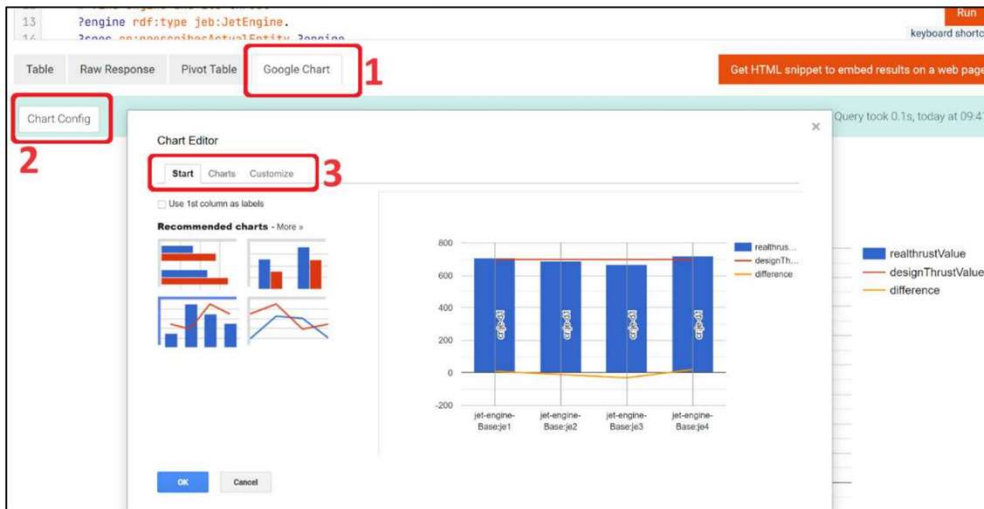 13
?engine rdf:type jeb:JetEngine.
14
Run
keyboard shortc
Table
Raw Response
Pivot Table
Google Chart
1
Get HTML snippet to embed results on a web page
Chart Config
Query took 0.1s, today at 09:41
2
Chart Editor
×
Start
Charts
Customize
3
Use 1st column as labels
Recommended charts - More »
800
600
400
200
0
-200
jet-engine-
Base:je1
jet-engine-
Base:je2
jet-engine-
Base:je3
jet-engine-
Base:je4
realthrus...
designTh...
difference
realthrustValue
designThrustValue
difference
OK
Cancel